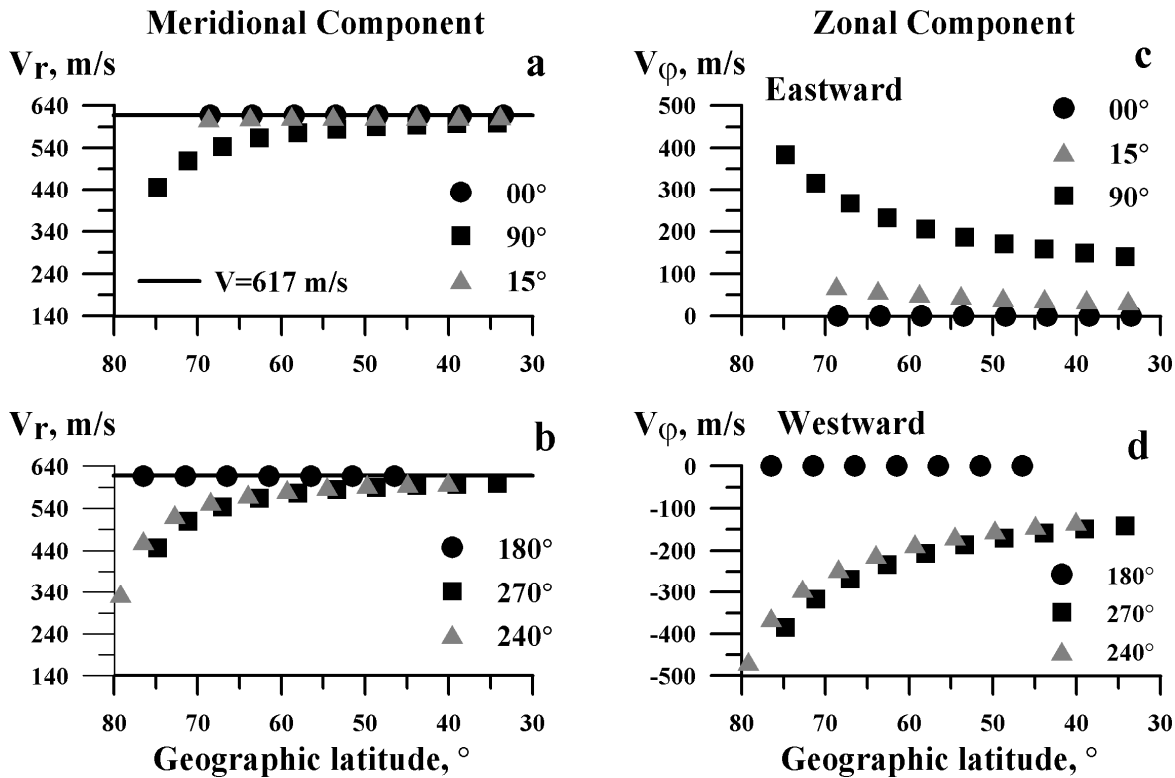 Meridional Component
Zonal Component
Vr, m/s
a
640
540
440
340
240
140
00°
90°
15°
V=617 m/s
80 70 60 50 40 30
Vφ, m/s
c
Eastward
500
400
300
200
100
0
00°
15°
90°
80 70 60 50 40 30
Vr, m/s
b
640
540
440
340
240
140
180°
270°
240°
80 70 60 50 40 30
Geographic latitude, °
Vφ, m/s
Westward
d
0
-100
-200
-300
-400
-500
180°
270°
240°
80 70 60 50 40 30
Geographic latitude, °